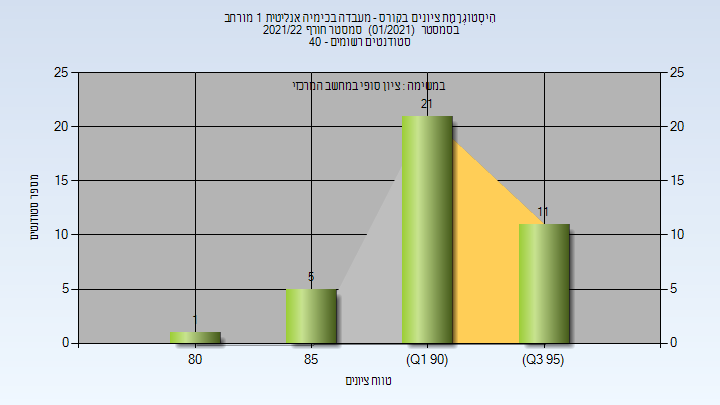 הִיסְטוֹגְרָמַת ציונים בקורס - מעבדה בכימיה אנליטית 1 מורחב
בסמסטר (01/2021) סמסטר חורף 2021/22
סטודנטים רשומים - 40
במשימה : ציון סופי במחשב המרכזי
25
20
15
10
5
0
25
20
15
10
5
0
מספר סטודנטים
1
5
21
11
80
85
(Q1 90)
(Q3 95)
טווח ציונים